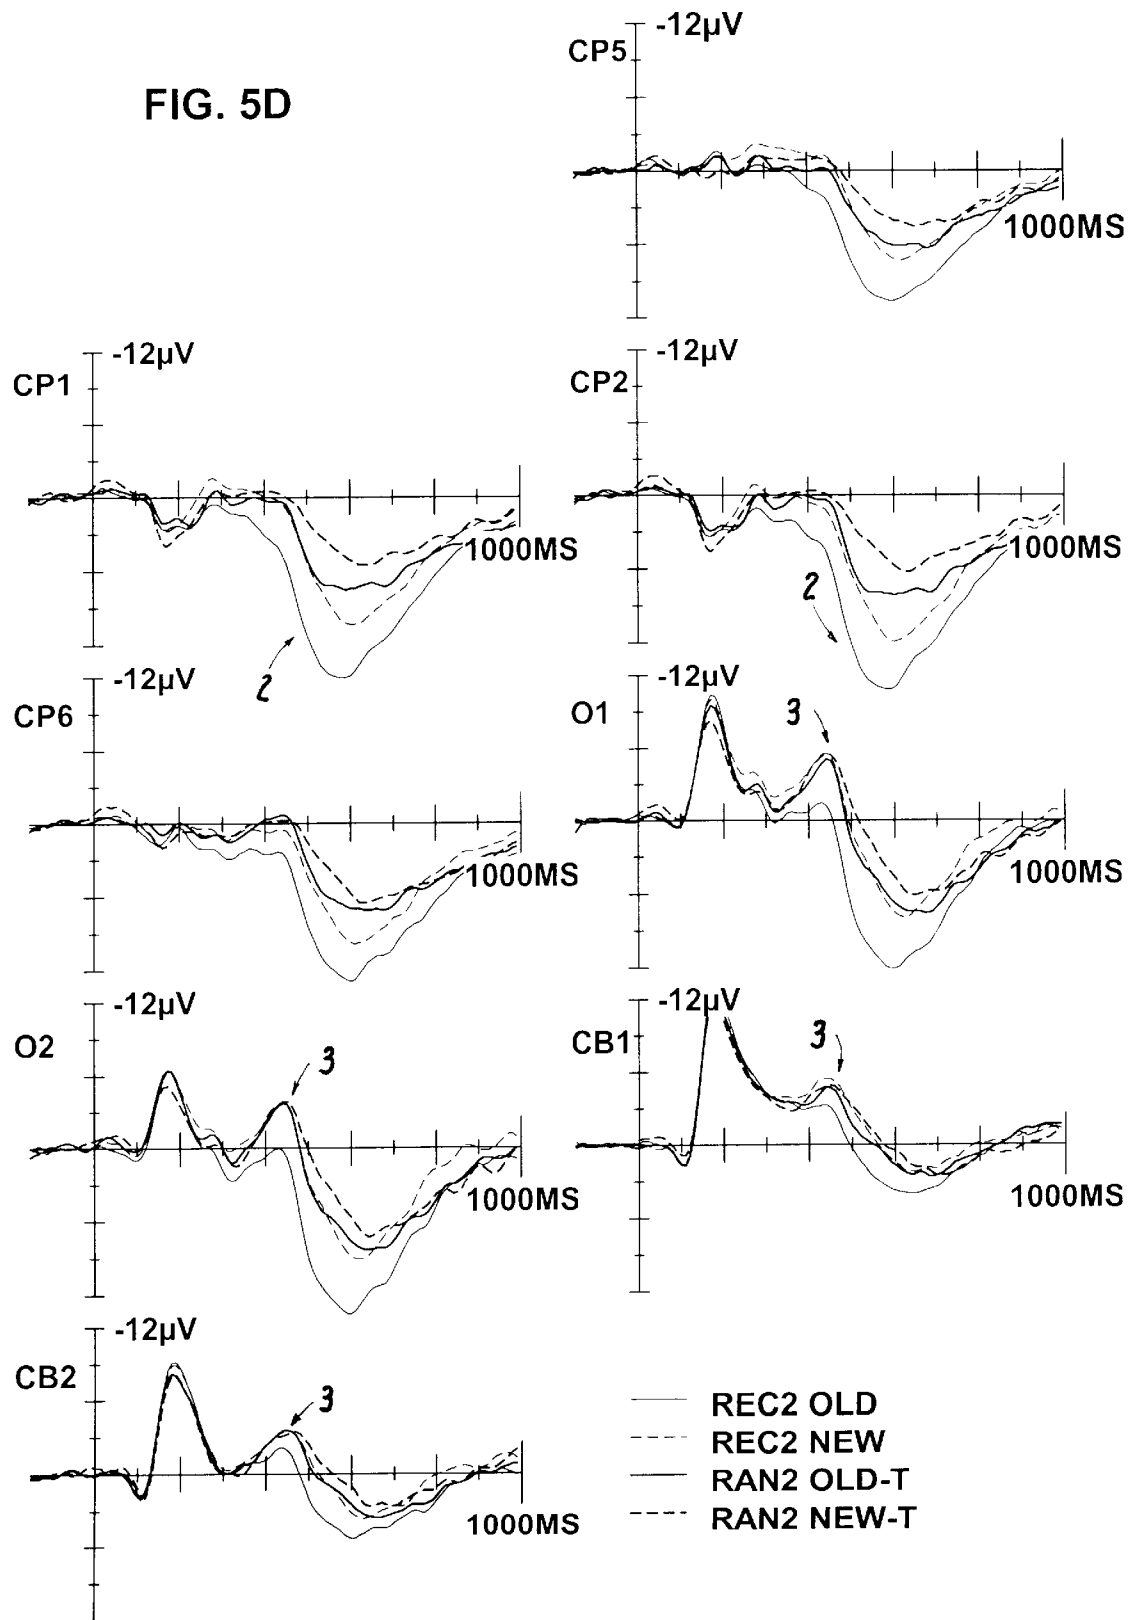 -12µV
CP5
FIG. 5D
1000MS
-12µV
CP1
1000MS
2
-12µV
CP2
1000MS
2
-12µV
CP6
1000MS
-12µV
O1
3
1000MS
-12µV
O2
3
1000MS
-12µV
CB1
3
1000MS
-12µV
CB2
3
1000MS
REC2 OLD
REC2 NEW
RAN2 OLD-T
RAN2 NEW-T